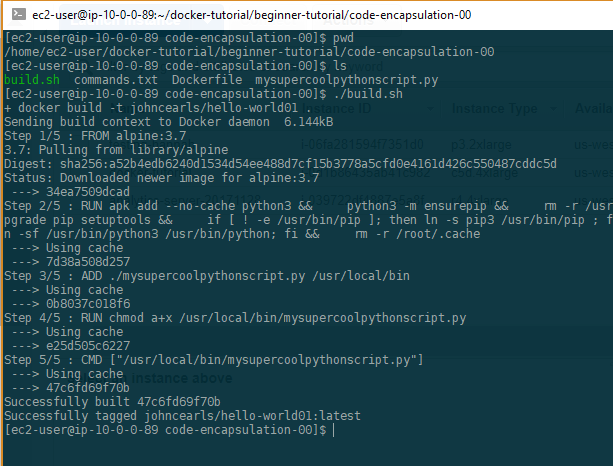 ec2-user@ip-10-0-0-89:~/docker-tutorial/beginner-tutorial/code-encapsulation-00
[ec2-user@ip-10-0-0-89 code-encapsulation-00]$ pwd
/home/ec2-user/docker-tutorial/beginner-tutorial/code-encapsulation-00
[ec2-user@ip-10-0-0-89 code-encapsulation-00]$ ls
build.sh commands.txt Dockerfile mysupercoolpythonscript.py
[ec2-user@ip-10-0-0-89 code-encapsulation-00]$ ./build.sh
+ docker build -t johncearls/hello-world01 .
Sending build context to Docker daemon 6.144kB
Step 1/5 : FROM alpine:3.7
3.7: Pulling from library/alpine
Digest: sha256:a52b4edb6240d1534d54ee488d7cf15b3778a5cfd0e4161d426c550487cddc5d
Status: Downloaded newer image for alpine:3.7
---> 34ea7509dcad
Step 2/5 : RUN apk add --no-cache python3 && python3 -m ensurepip && rm -r /usr
pgrade pip setuptools && if [ ! -e /usr/bin/pip ]; then ln -s pip3 /usr/bin/pip ; f
n -sf /usr/bin/python3 /usr/bin/python; fi && rm -r /root/.cache
---> Using cache
---> 7d38a508d257
Step 3/5 : ADD ./mysupercoolpythonscript.py /usr/local/bin
---> Using cache
---> 0b8037c018f6
Step 4/5 : RUN chmod a+x /usr/local/bin/mysupercoolpythonscript.py
---> Using cache
---> e25d505c6227
Step 5/5 : CMD ["/usr/local/bin/mysupercoolpythonscript.py"]
---> Using cache
---> 47c6fd69f70b
Successfully built 47c6fd69f70b
Successfully tagged johncearls/hello-world01:latest
[ec2-user@ip-10-0-0-89 code-encapsulation-00]$